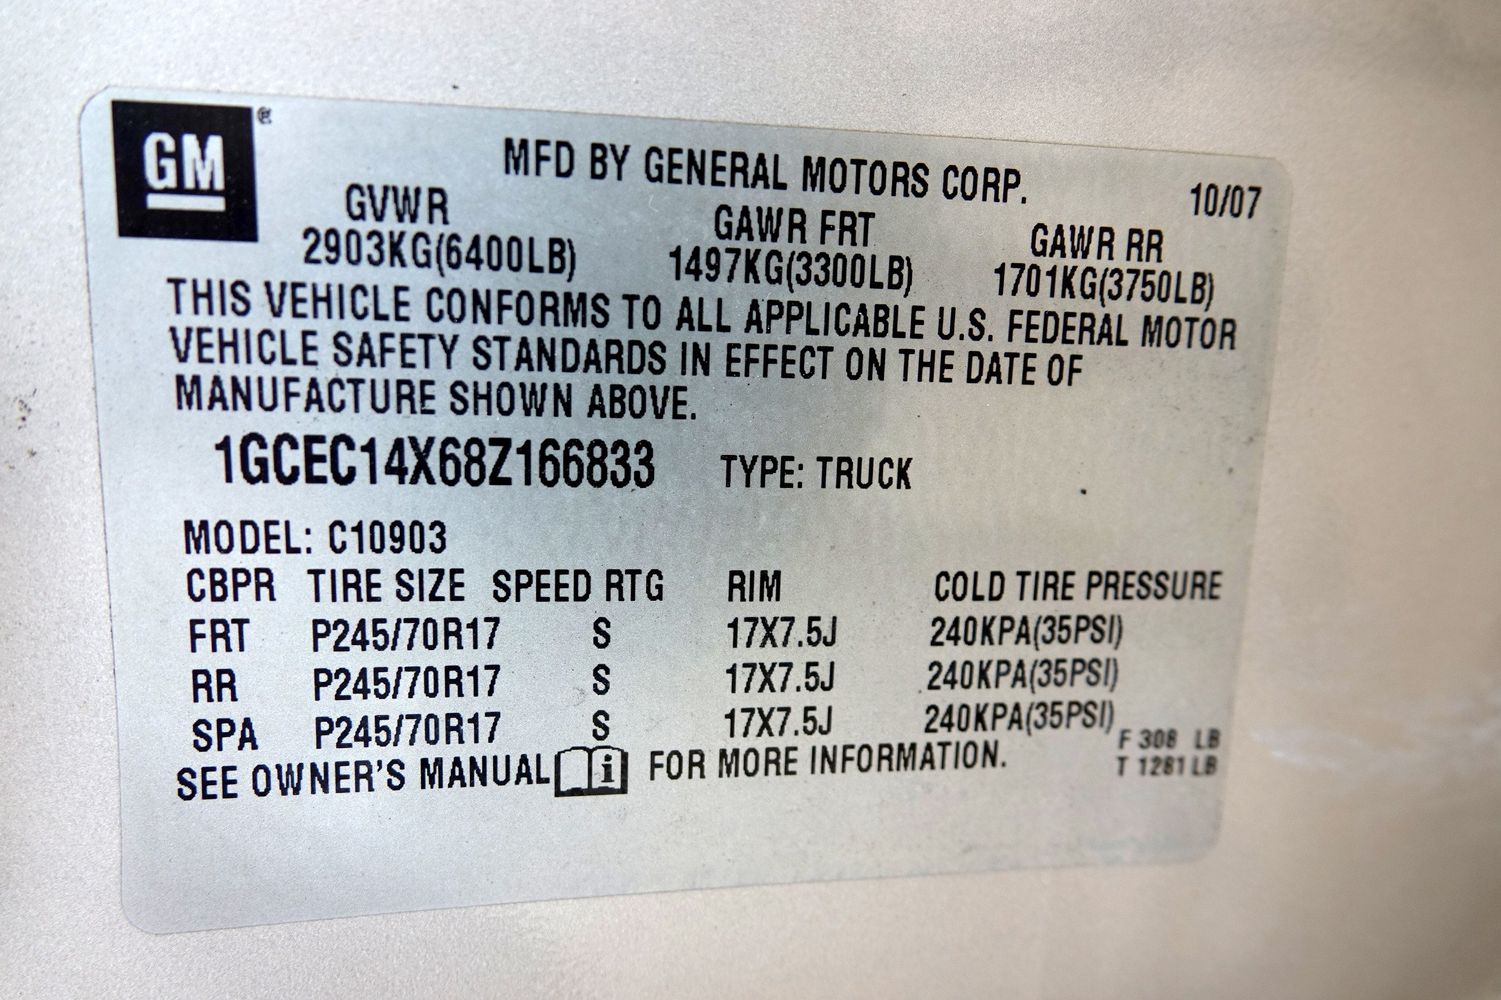 GM®
MFD BY GENERAL MOTORS CORP.
10/07
GVWR GAWR FRT GAWR RR
2903KG(6400LB) 1497KG(3300LB) 1701KG(3750LB)
THIS VEHICLE CONFORMS TO ALL APPLICABLE U.S. FEDERAL MOTOR
VEHICLE SAFETY STANDARDS IN EFFECT ON THE DATE OF
MANUFACTURE SHOWN ABOVE.
1GCEC14X68Z166833 TYPE: TRUCK
MODEL: C10903
CBPR TIRE SIZE SPEED RTG RIM COLD TIRE PRESSURE
FRT P245/70R17 S 17X7.5J 240KPA(35PSI)
RR P245/70R17 S 17X7.5J 240KPA(35PSI)
SPA P245/70R17 S 17X7.5J 240KPA(35PSI)
SEE OWNER'S MANUAL i FOR MORE INFORMATION.
F 308 LB
T 1281 LB